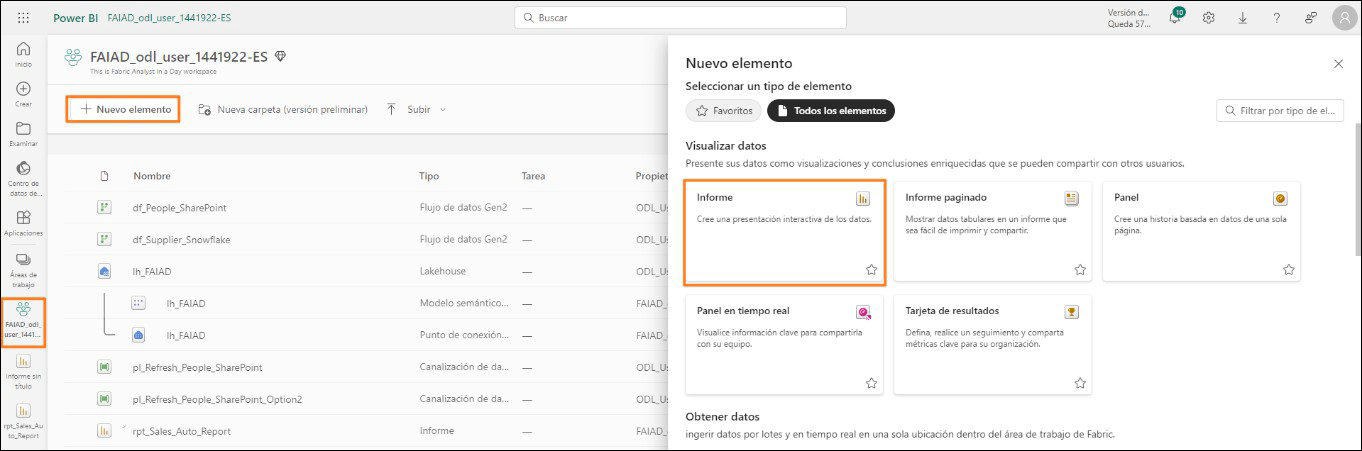 Power BI FAIAD_odl_user_1441922-ES
Buscar
Versión d...
Queda 57...
10
Inicio
Crear
Examinar
Centro de datos de...
Aplicaciones
Áreas de trabajo
FAIAD_odl_user_1441...
Informe sin título
rpt_Sales_Auto_Report
FAIAD_odl_user_1441922-ES
This is Fabric Analyst in a Day workspace
Nuevo elemento
Nueva carpeta (versión preliminar)
Subir
Nombre Tipo Tarea Propiet
df_People_SharePoint Flujo de datos Gen2 — ODL_Us
df_Supplier_Snowflake Flujo de datos Gen2 — ODL_Us
lh_FAIAD Lakehouse — ODL_Us
lh_FAIAD Modelo semántico... — FAIAD_
lh_FAIAD Punto de conexión... — FAIAD_
pl_Refresh_People_SharePoint Canalización de da... — ODL_Us
pl_Refresh_People_SharePoint_Option2 Canalización de da... — ODL_Us
rpt_Sales_Auto_Report Informe — FAIAD_
Nuevo elemento
Seleccionar un tipo de elemento
Favoritos
Todos los elementos
Filtrar por tipo de el...
Visualizar datos
Presente sus datos como visualizaciones y conclusiones enriquecidas que se pueden compartir con otros usuarios.
Informe
Cree una presentación interactiva de los datos.
Informe paginado
Mostrar datos tabulares en un informe que
sea fácil de imprimir y compartir.
Panel
Cree una historia basada en datos de una sola
página.
Panel en tiempo real
Visualice información clave para compartirla
con su equipo.
Tarjeta de resultados
Defina, realice un seguimiento y comparta
métricas clave para su organización.
Obtener datos
ingerir datos por lotes y en tiempo real en una sola ubicación dentro del área de trabajo de Fabric.